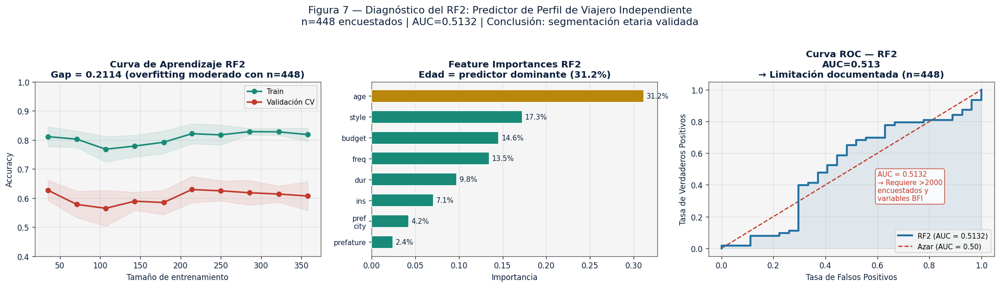 Figura 7 — Diagnóstico del RF2: Predictor de Perfil de Viajero Independiente
n=448 encuestados | AUC=0.5132 | Conclusión: segmentación etaria validada
Curva de Aprendizaje RF2
Gap = 0.2114 (overfitting moderado con n=448)
1.0
0.9
0.8
0.7
0.6
0.5
0.4
Accuracy
Train
Validación CV
50
100
150
200
250
300
350
Tamaño de entrenamiento
Feature Importances RF2
Edad = predictor dominante (31.2%)
age
31.2%
style
17.3%
budget
14.6%
freq
13.5%
dur
9.8%
ins
7.1%
pref
city
4.2%
prefature
2.4%
0.00
0.05
0.10
0.15
0.20
0.25
0.30
Importancia
Curva ROC — RF2
AUC=0.513
→ Limitación documentada (n=448)
1.0
0.8
0.6
0.4
0.2
0.0
Tasa de Verdaderos Positivos
AUC = 0.5132
→ Requiere >2000
encuestados y
variables BFI
RF2 (AUC = 0.5132)
Azar (AUC = 0.50)
0.0
0.2
0.4
0.6
0.8
1.0
Tasa de Falsos Positivos